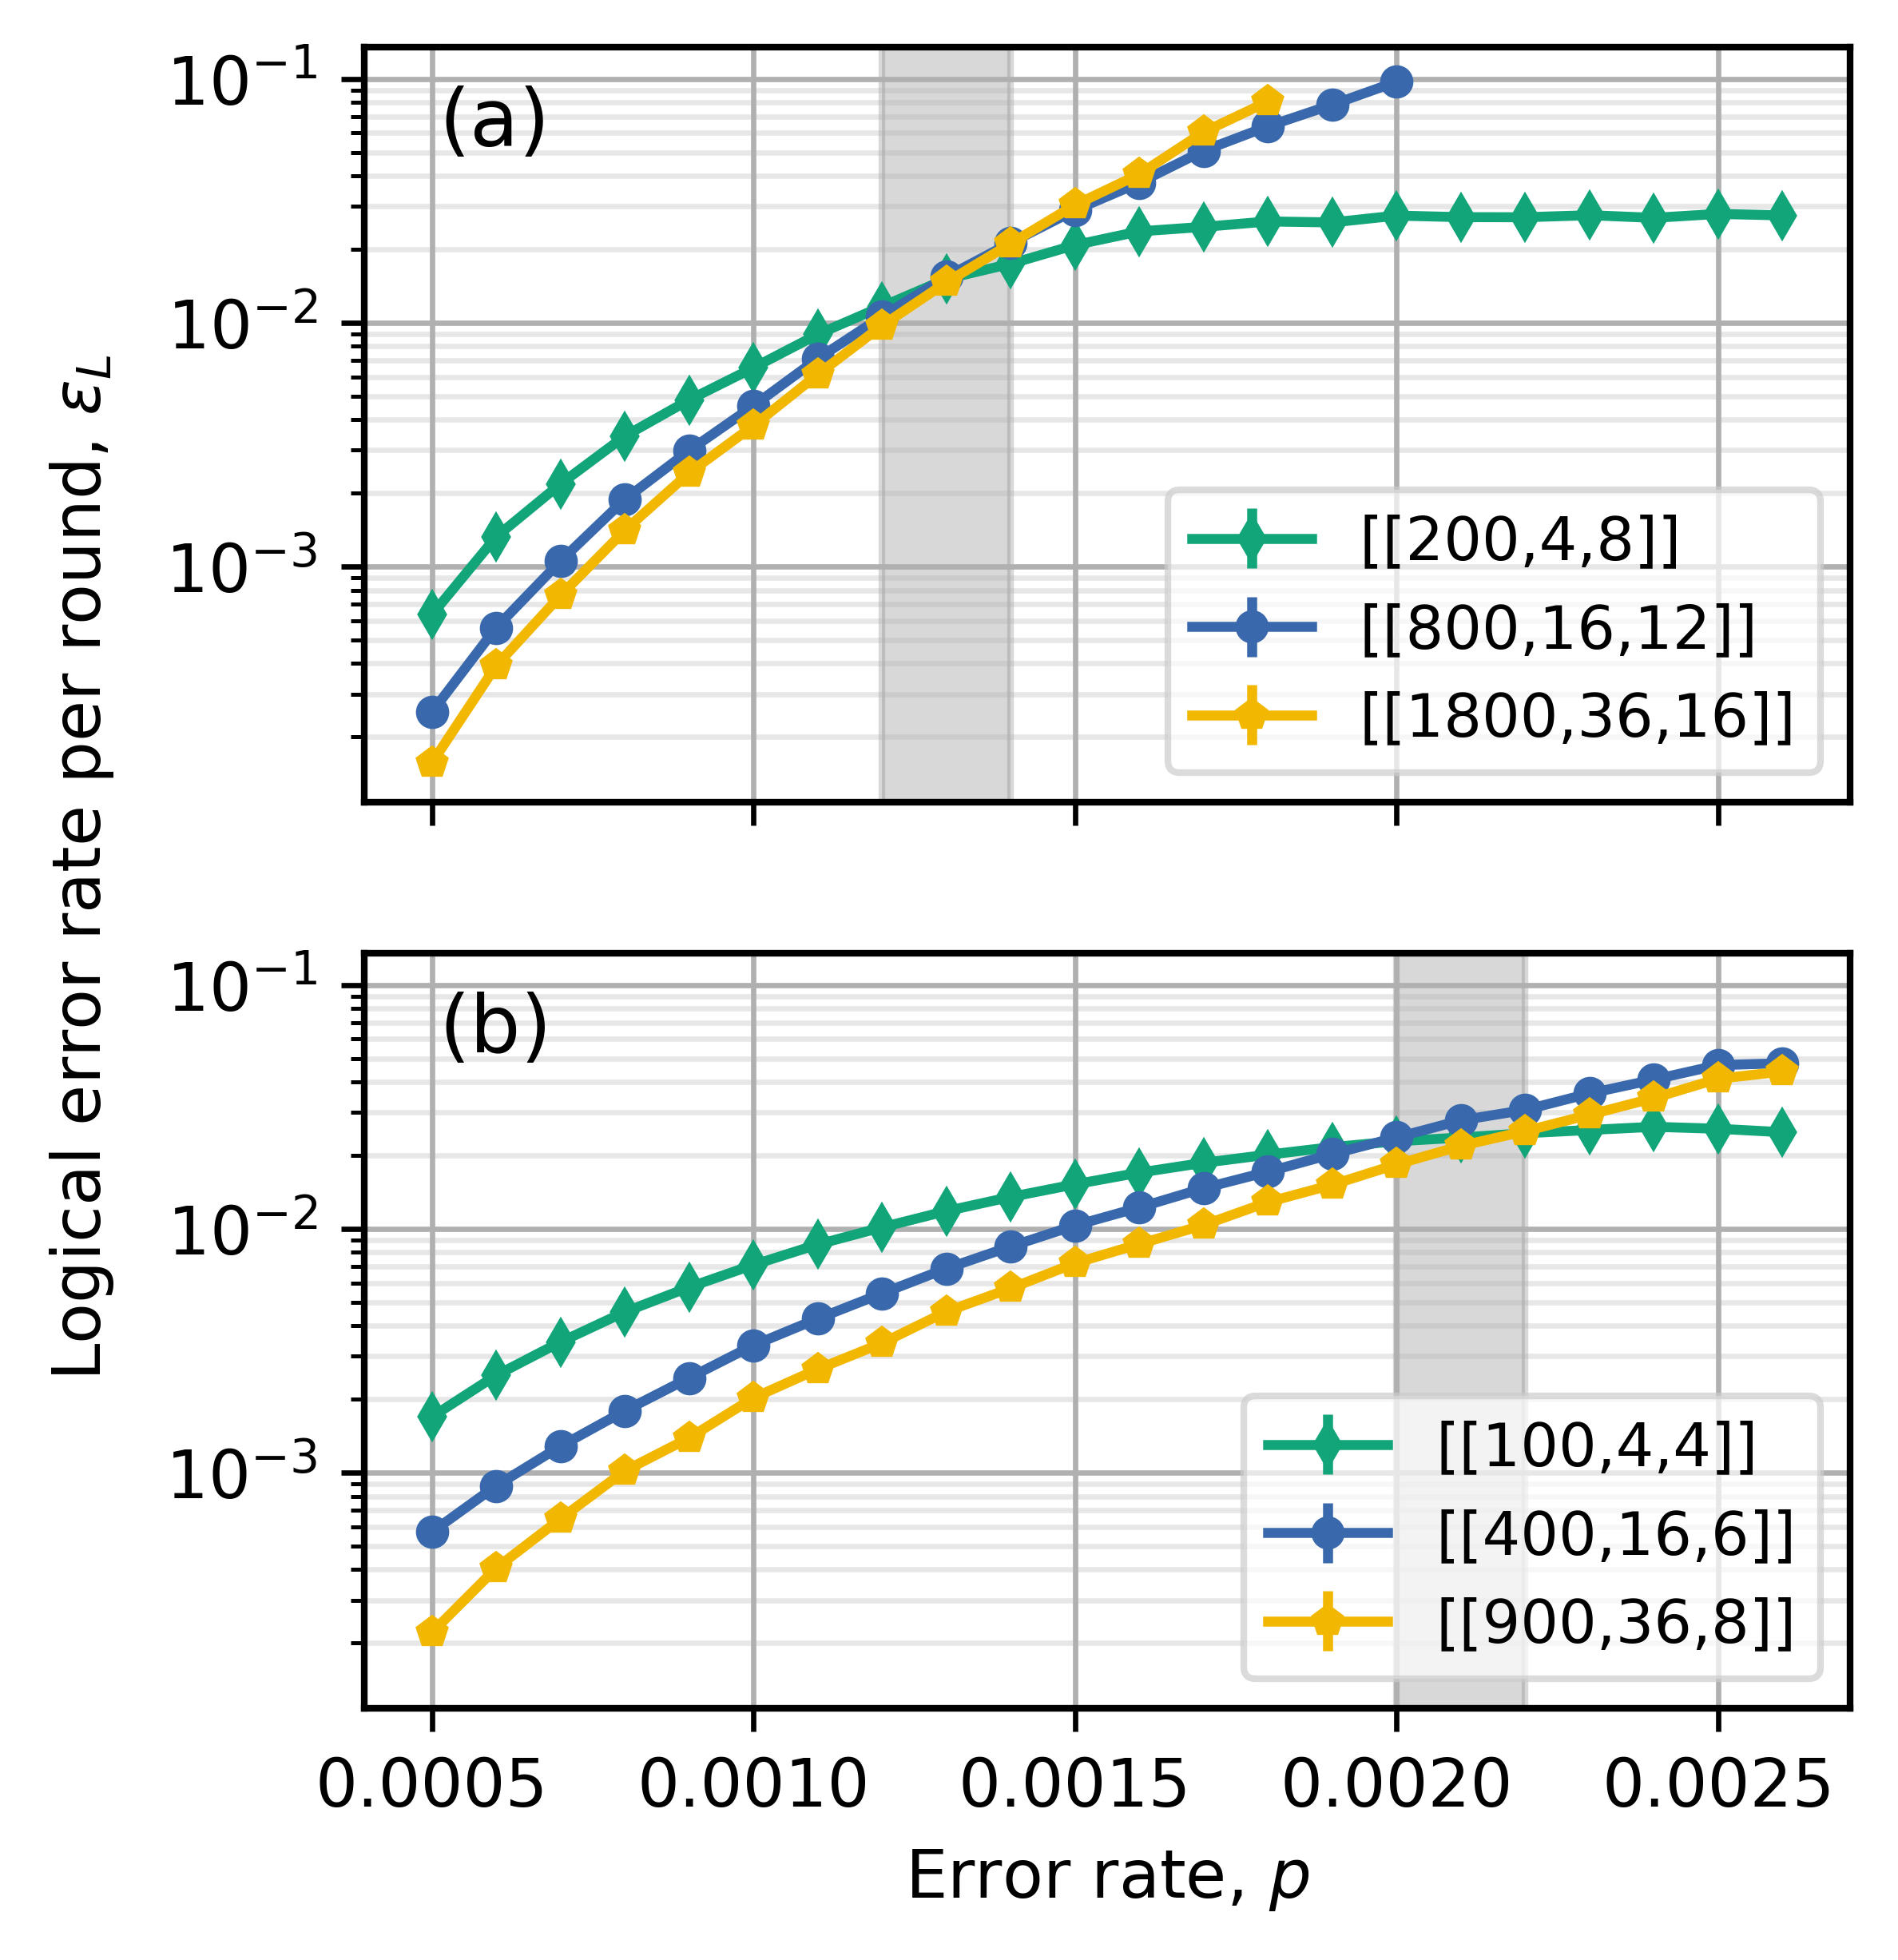 Logical error rate per round, ε_L
10⁻¹
10⁻²
10⁻³
(a)
[[200,4,8]]
[[800,16,12]]
[[1800,36,16]]
10⁻¹
10⁻²
10⁻³
(b)
[[100,4,4]]
[[400,16,6]]
[[900,36,8]]
0.0005 0.0010 0.0015 0.0020 0.0025
Error rate, p